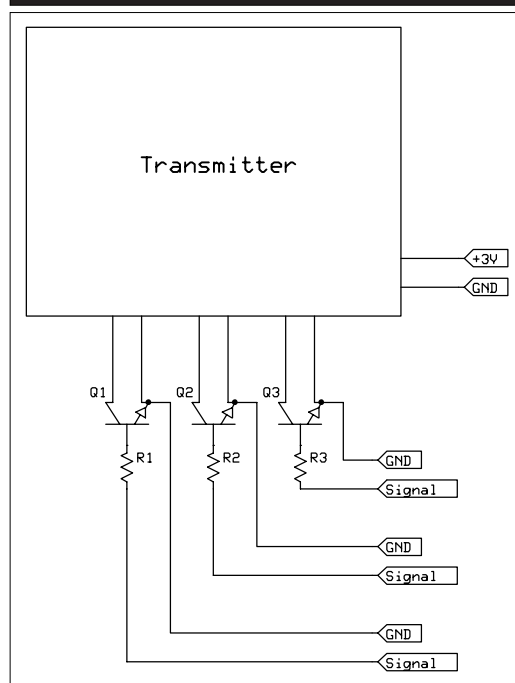 Transmitter
+3V
GND
Q1
Q2
Q3
R1
R2
R3
GND
Signal
GND
Signal
GND
Signal